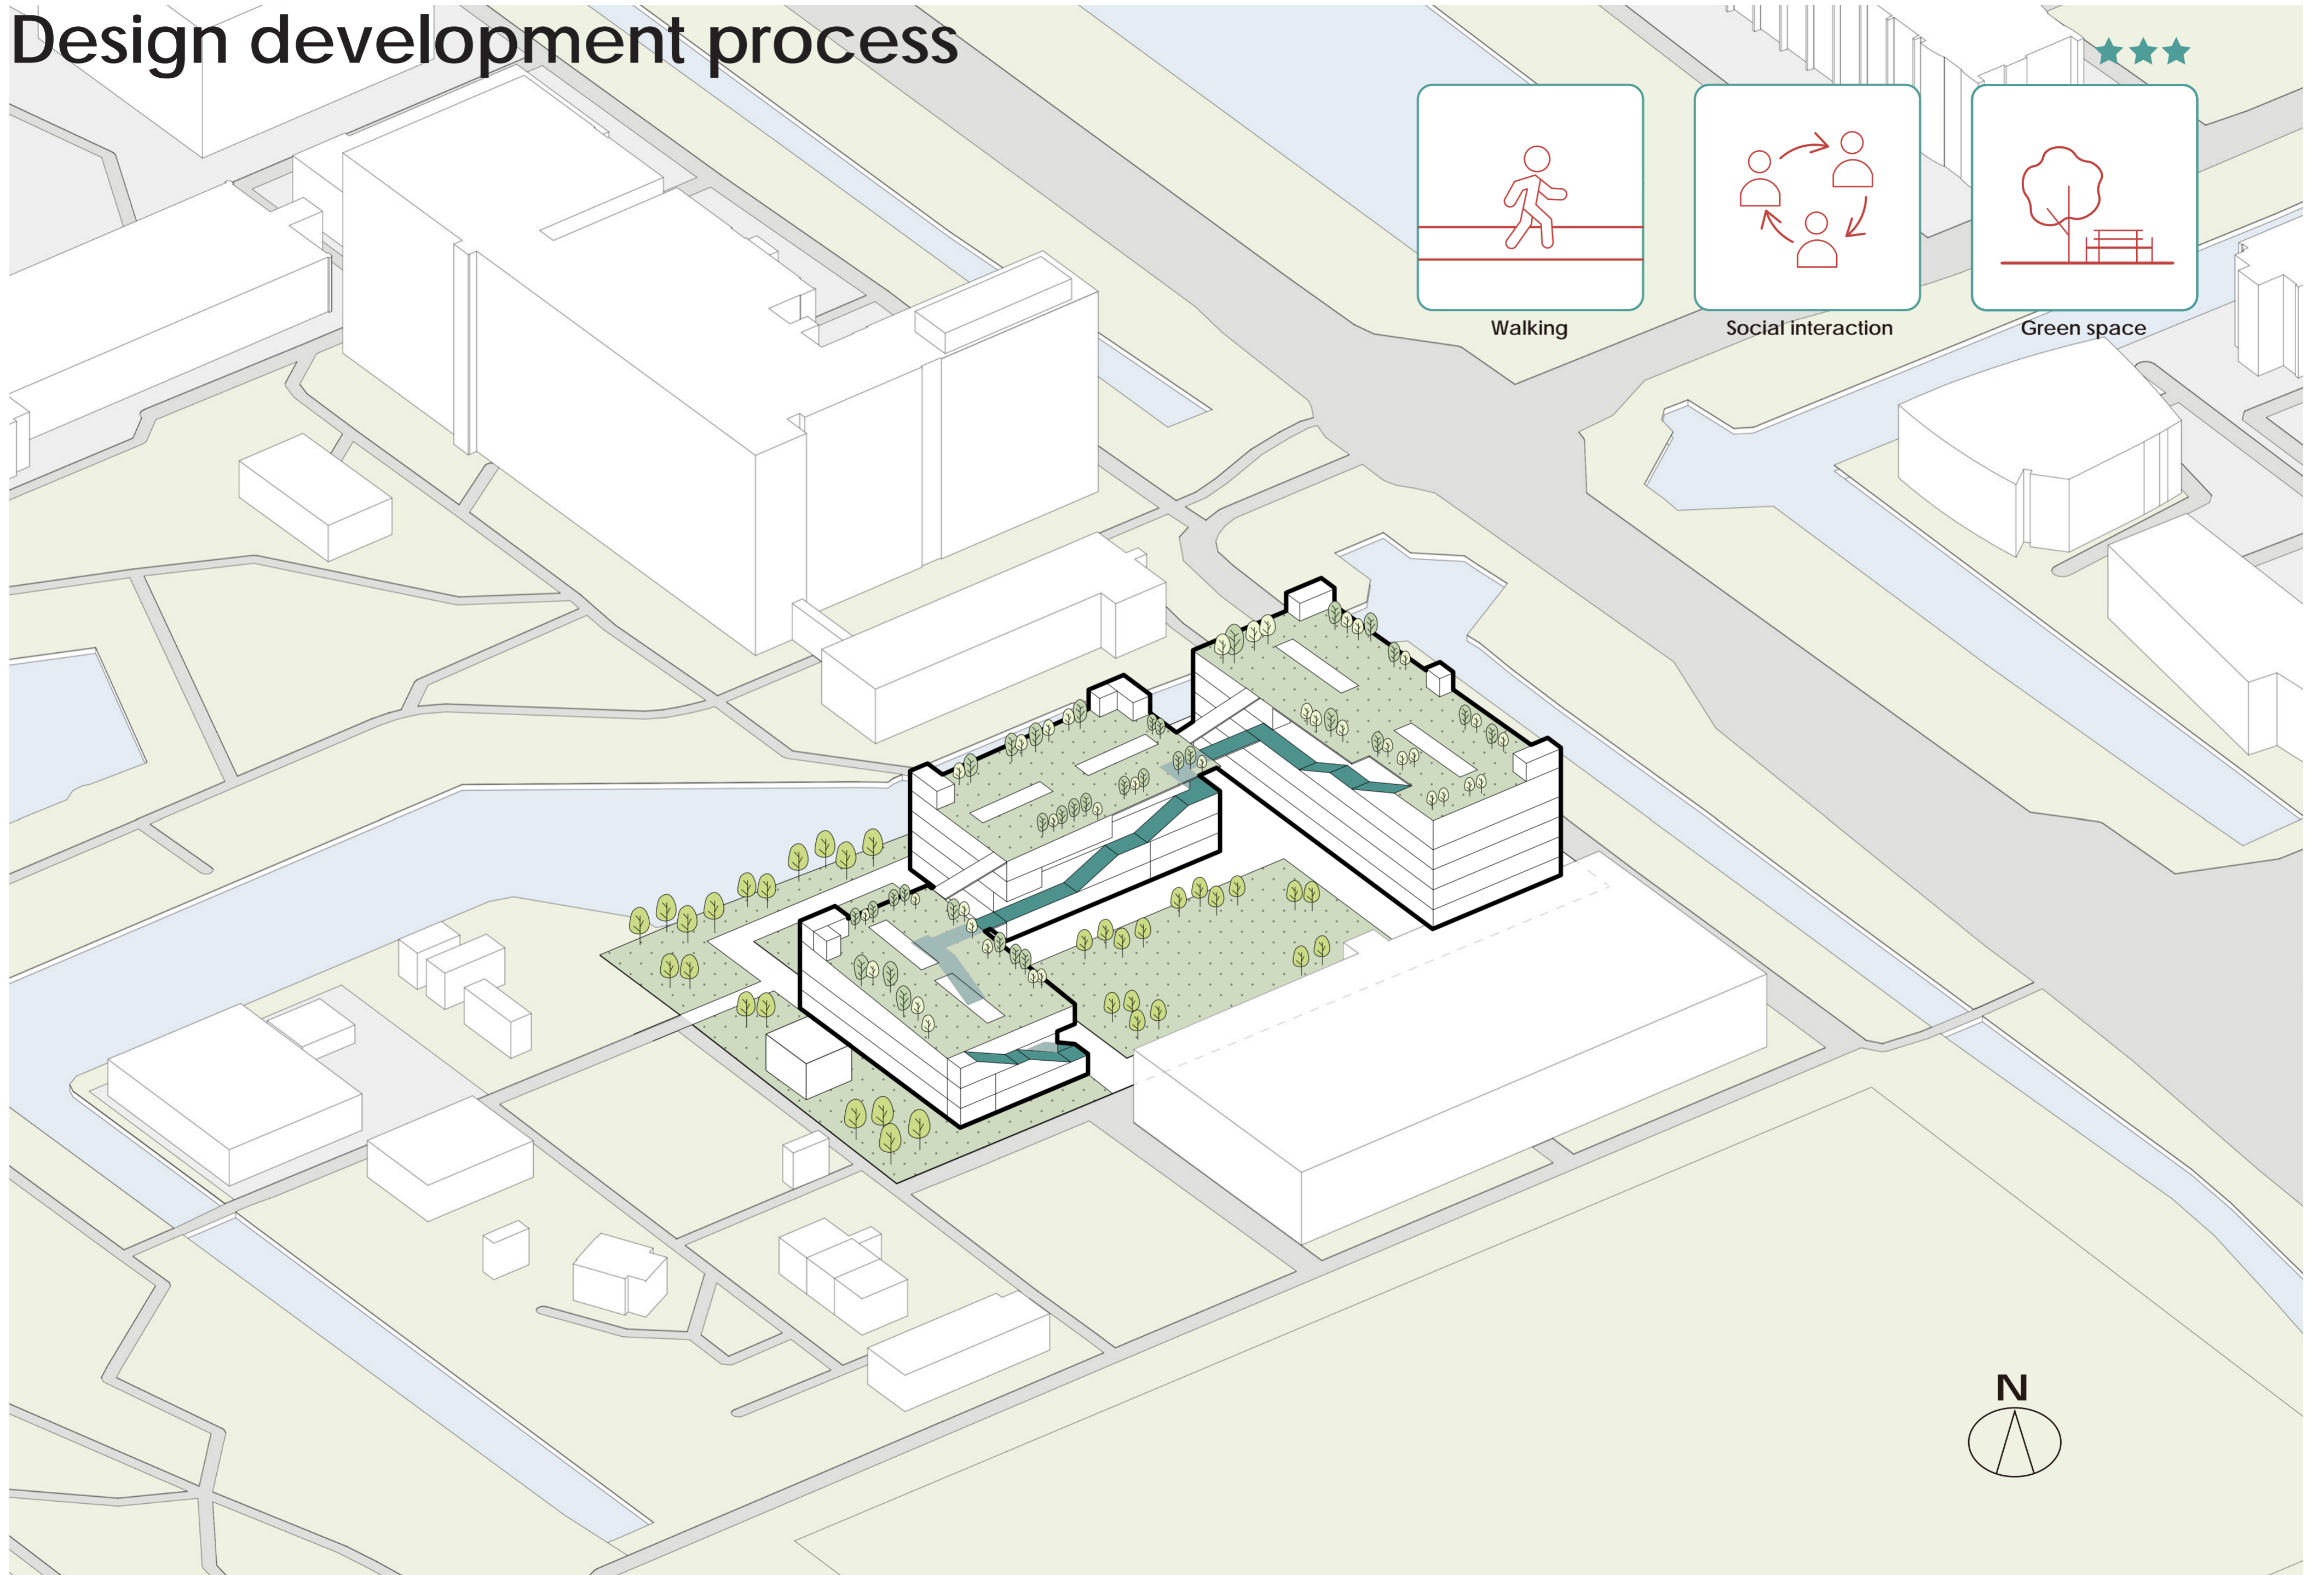 Design development process
Walking
Social interaction
Green space
N